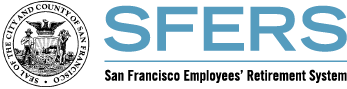 SEAL OF THE CITY AND COUNTY OF SAN FRANCISCO
SFERS
San Francisco Employees' Retirement System